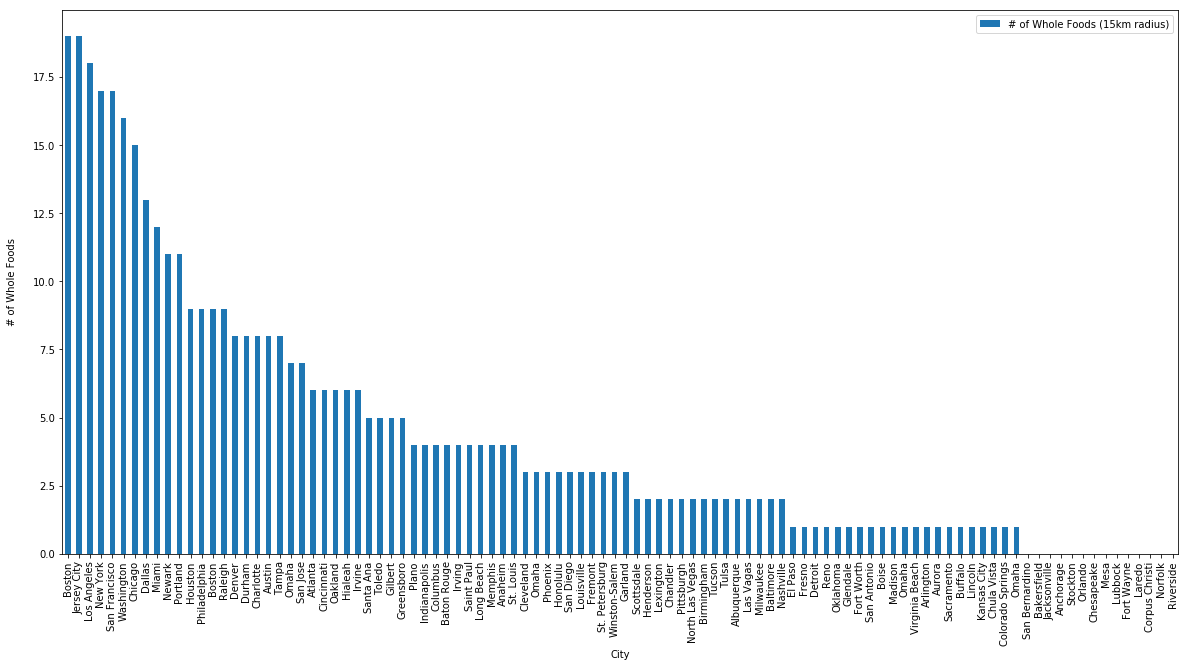 # of Whole Foods (15km radius)
17.5
15.0
12.5
10.0
7.5
5.0
2.5
0.0
# of Whole Foods
Boston
Jersey City
Los Angeles
New York
San Francisco
Washington
Chicago
Dallas
Miami
Newark
Portland
Houston
Philadelphia
Boston
Raleigh
Denver
Durham
Charlotte
Austin
Tampa
Omaha
San Jose
Atlanta
Cincinati
Oakland
Hialeah
Irvine
Santa Ana
Toledo
Gilbert
Greensboro
Plano
Indianapolis
Columbus
Baton Rouge
Irving
Saint Paul
Long Beach
Memphis
Anaheim
St. Louis
Cleveland
Omaha
Phoenix
Honolulu
San Diego
Louisville
Fremont
St. Petersburg
Winston-Salem
Garland
Scottsdale
Henderson
Lexington
Chandler
Pittsburgh
North Las Vegas
Birmingham
Tucson
Tulsa
Albuquerque
Las Vagas
Milwaukee
Baltimore
Nashville
El Paso
Fresno
Detroit
Reno
Oklahoma
Glendale
Fort Worth
San Antonio
Boise
Madison
Omaha
Virginia Beach
Arlington
Aurora
Sacramento
Buffalo
Lincoln
Kansas City
Chula Vista
Colorado Springs
Omaha
San Bernardino
Bakersfield
Jacksonville
Anchorage
Stockton
Orlando
Chesapeake
Mesa
Lubbock
Fort Wayne
Lardo
Corpus Christi
Norfolk
Riverside
City